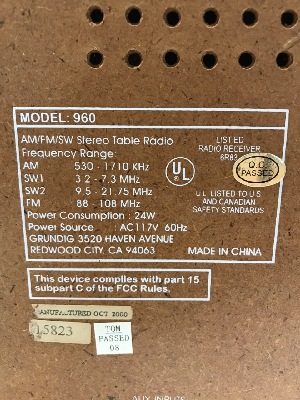 MODEL: 960
AM/FM/SW Stereo Table Radio
Frequency Range:
AM 530 - 1710 KHz
SW1 3.2 - 7.3 MHz
SW2 9.5 - 21.75 MHz
FM 88 - 108 MHz
Power Consumption : 24W
Power Source : AC117V 60Hz
GRUNDIG 3520 HAVEN AVENUE
REDWOOD CITY, CA 94063
UL
LISTED
RADIO RECEIVER
Q.C
PASSED
UL LISTED TO U.S
AND CANADIAN
SAFETY STANDARDS
MADE IN CHINA
This device complies with part 15
subpart C of the FCC Rules.
MANUFACTURED OCT 2000
15823
TOM
PASSED
08
AUX INPUTS